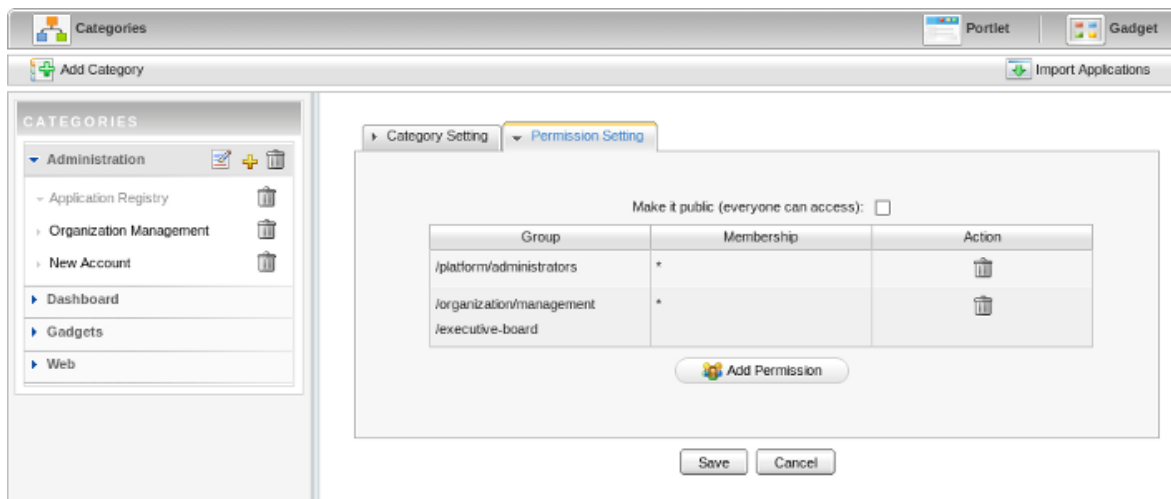 Categories
Portlet
Gadget
Add Category
Import Applications
CATEGORIES
Administration
Application Registry
Organization Management
New Account
Dashboard
Gadgets
Web
Category Setting
Permission Setting
Make it public (everyone can access):
Group Membership Action
/platform/administrators *
/organization/management *
/executive-board
Add Permission
Save Cancel